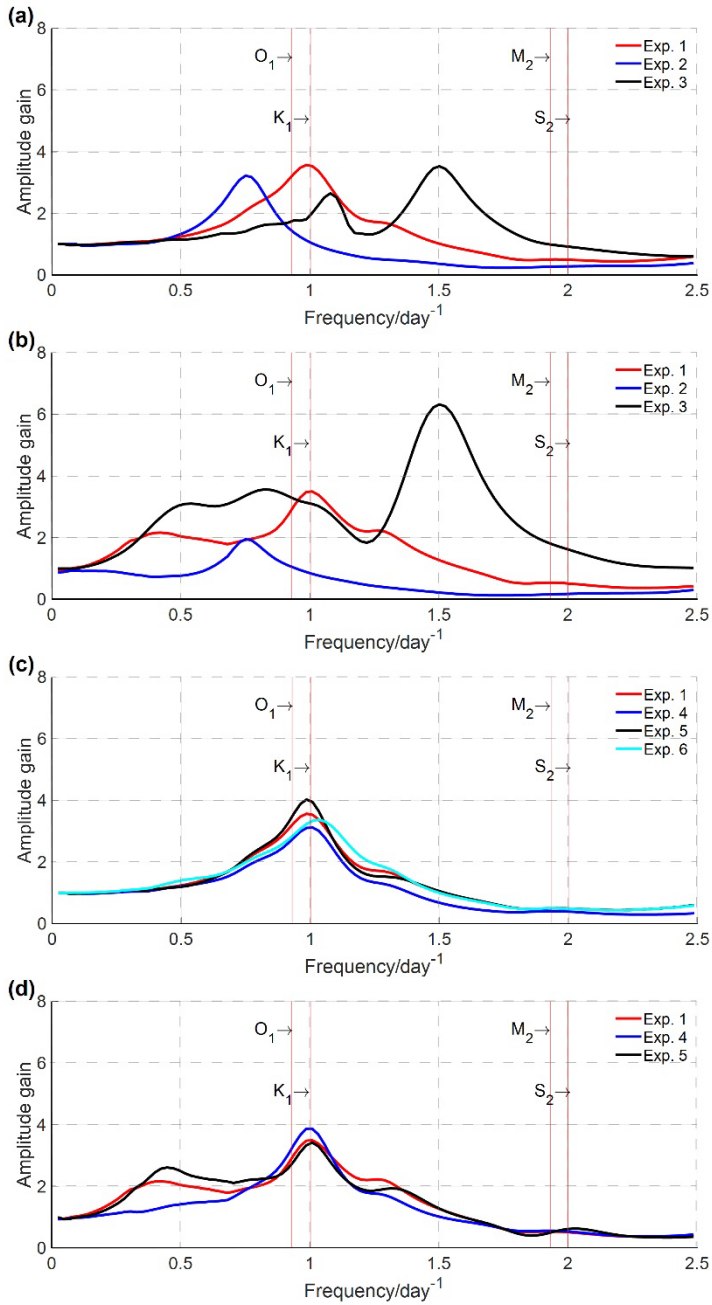 (a)
8
6
4
2
0
Amplitude gain
O1→
K1→
M2→
S2→
Exp. 1
Exp. 2
Exp. 3
0 0.5 1 1.5 2 2.5
Frequency/day-1
(b)
8
6
4
2
0
Amplitude gain
O1→
K1→
M2→
S2→
Exp. 1
Exp. 2
Exp. 3
0 0.5 1 1.5 2 2.5
Frequency/day-1
(c)
8
6
4
2
0
Amplitude gain
O1→
K1→
M2→
S2→
Exp. 1
Exp. 4
Exp. 5
Exp. 6
0 0.5 1 1.5 2 2.5
Frequency/day-1
(d)
8
6
4
2
0
Amplitude gain
O1→
K1→
M2→
S2→
Exp. 1
Exp. 4
Exp. 5
0 0.5 1 1.5 2 2.5
Frequency/day-1